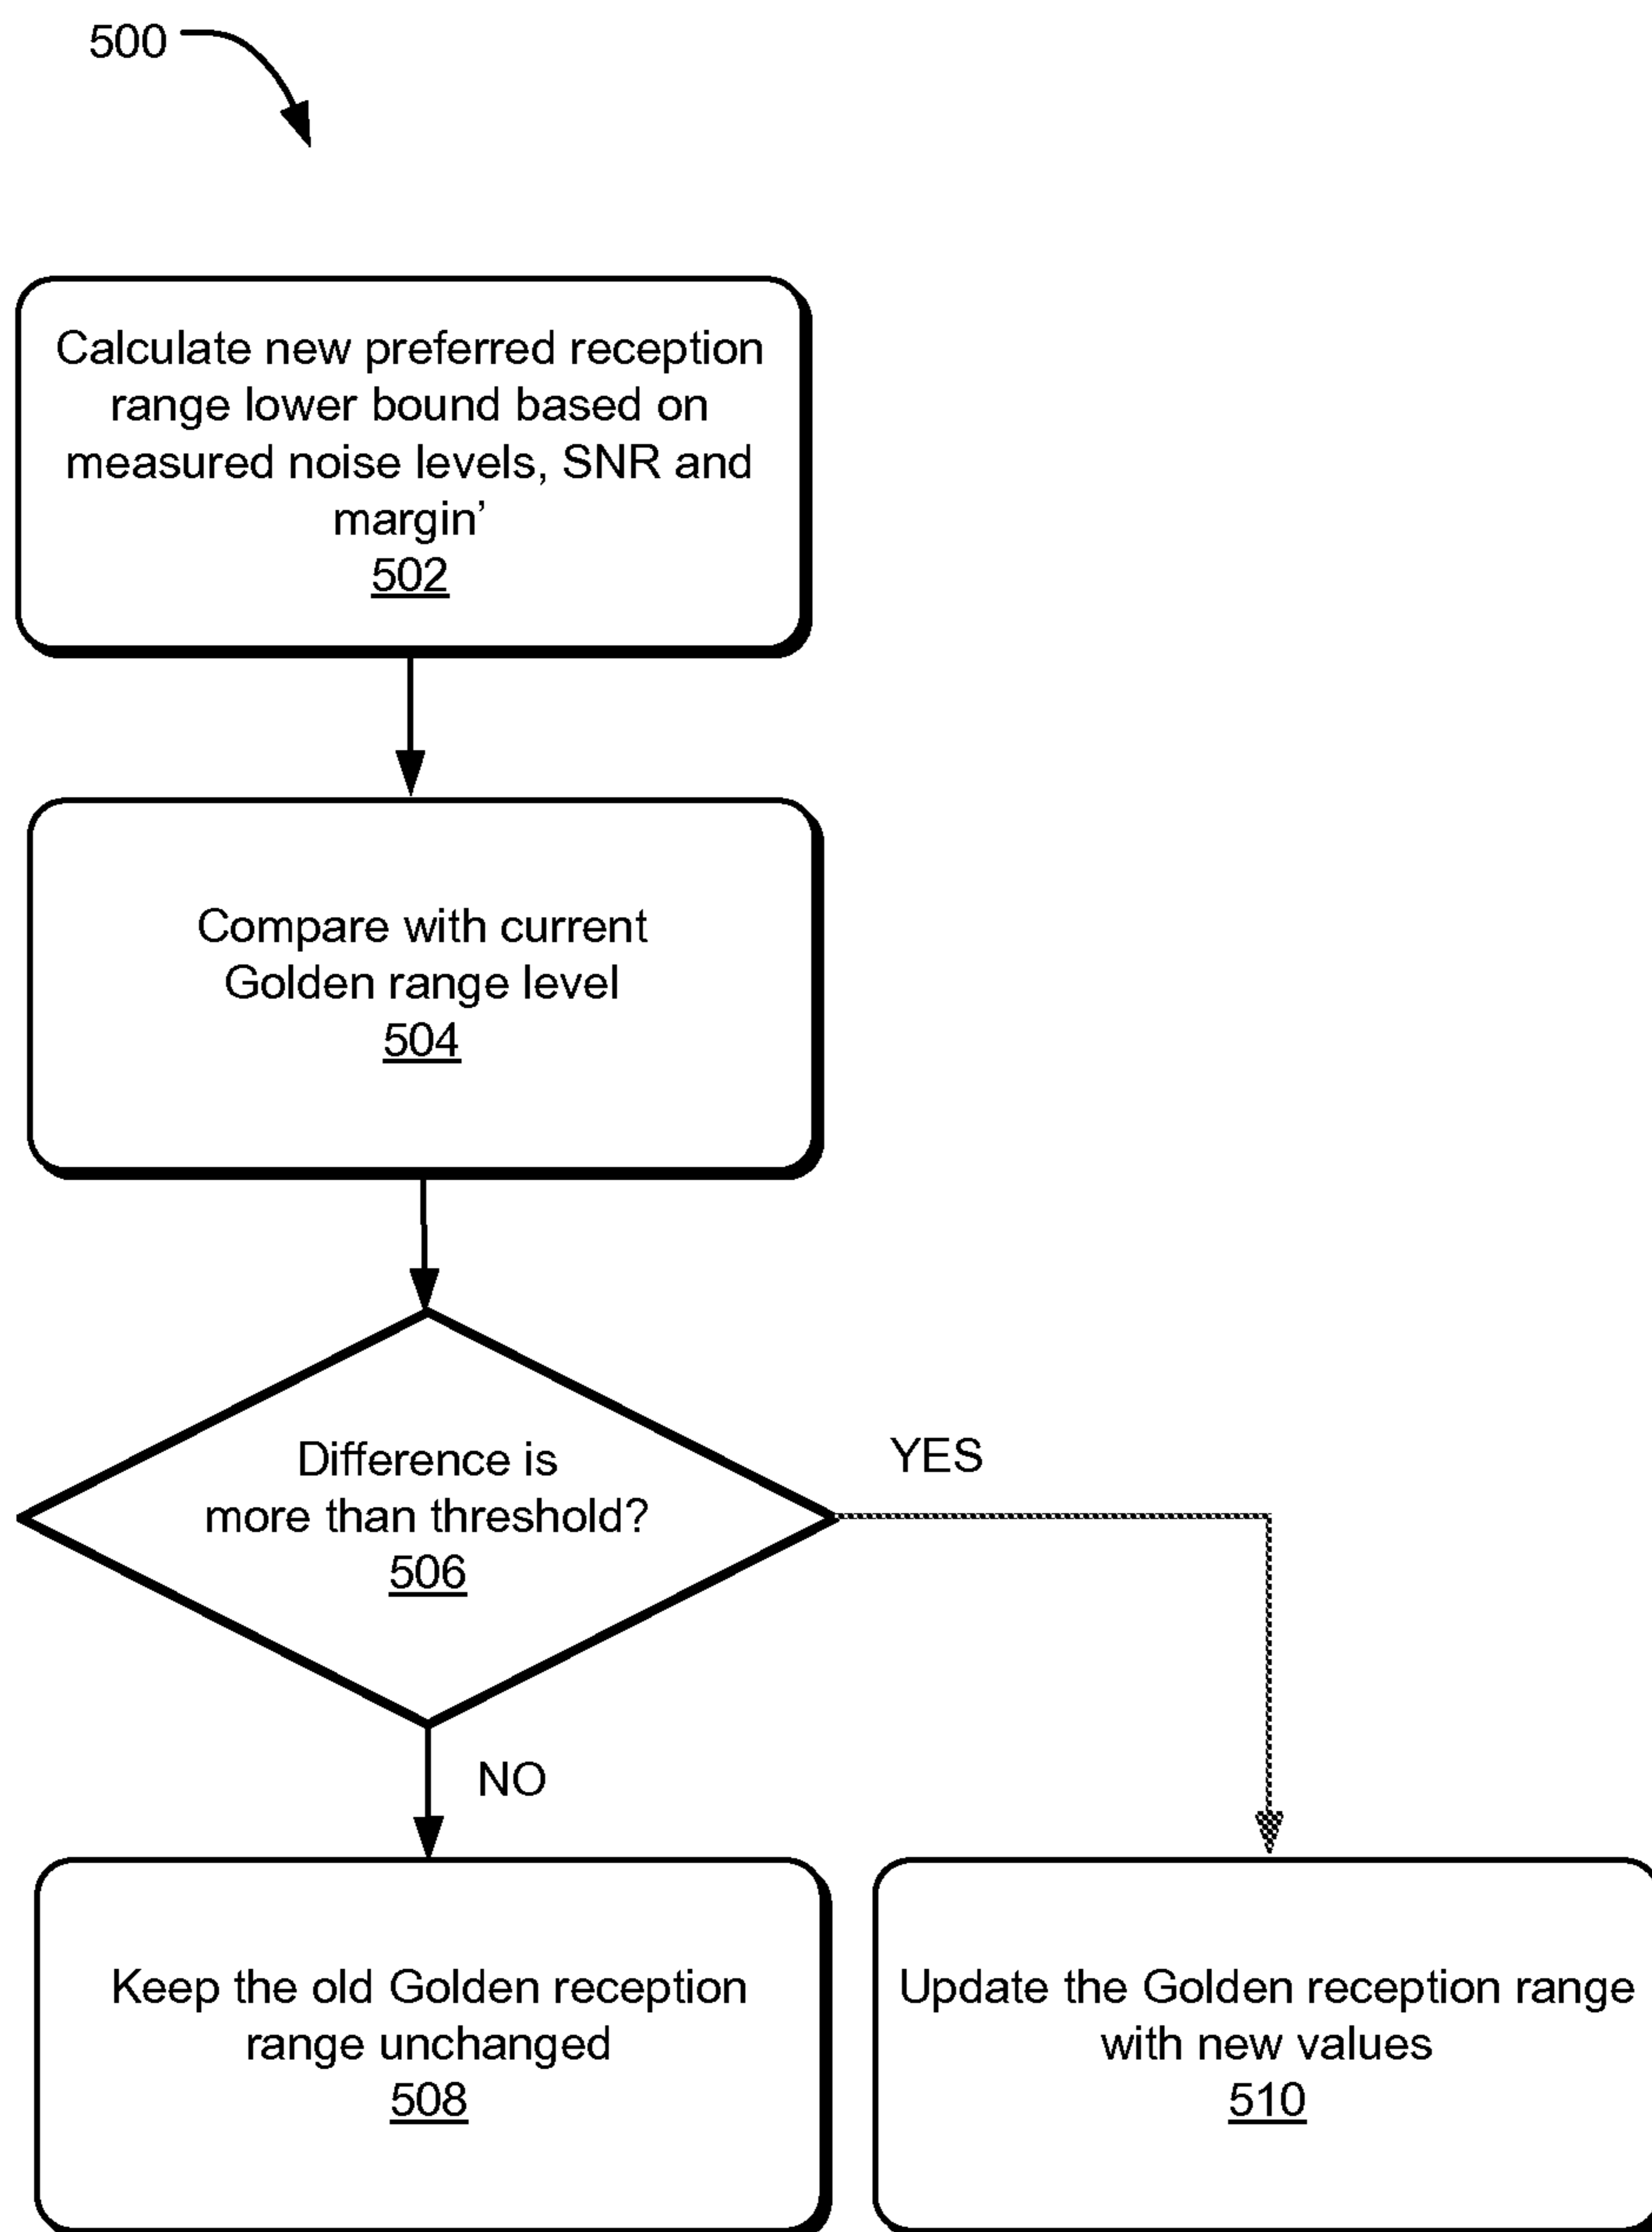 500
Calculate new preferred reception
range lower bound based on
measured noise levels, SNR and
margin’
502
Compare with current
Golden range level
504
Difference is
more than threshold?
506
YES
NO
Keep the old Golden reception
range unchanged
508
Update the Golden reception range
with new values
510